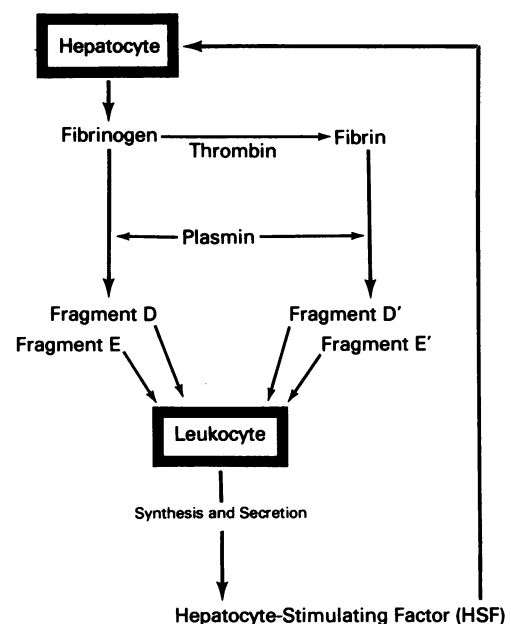 Hepatocyte
Fibrinogen
Thrombin
Fibrin
Plasmin
Fragment D
Fragment E
Fragment D′
Fragment E′
Leukocyte
Synthesis and Secretion
Hepatocyte-Stimulating Factor (HSF)